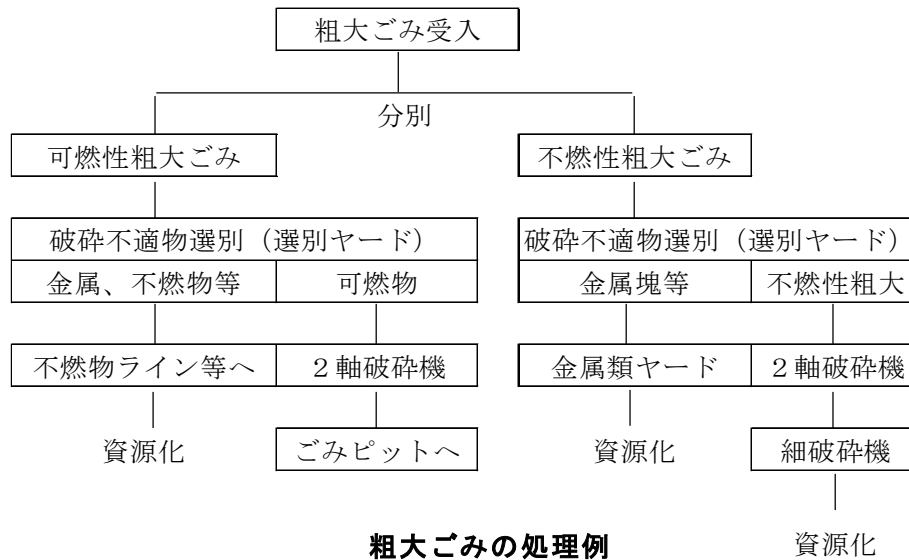 粗大ごみ受入
分別
可燃性粗大ごみ 不燃性粗大ごみ
破砕不適物選別（選別ヤード） 破砕不適物選別（選別ヤード）
金属、不燃物等 可燃物 金属塊等 不燃性粗大
不燃物ライン等へ ２軸破砕機 金属類ヤード ２軸破砕機
資源化 ごみピットへ 資源化 細破砕機
粗大ごみの処理例 資源化